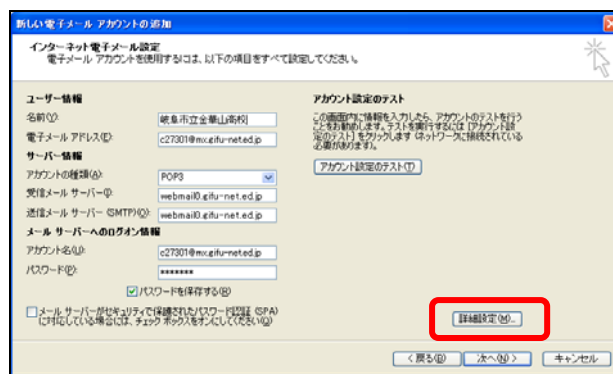 新しい電子メール アカウントの追加
インターネット電子メール設定
電子メール アカウントを使用するには、以下の項目をすべて設定してください。
ユーザー情報
名前(Y):
岐阜市立金華山高校
電子メール アドレス(E):
c27301@mx.gifu-net.ed.jp
サーバー情報
アカウントの種類(A):
POP3
受信メール サーバー(I):
webmail0.gifu-net.ed.jp
送信メール サーバー (SMTP)(O):
webmail0.gifu-net.ed.jp
メール サーバーへのログオン情報
アカウント名(U):
c27301@mx.gifu-net.ed.jp
パスワード(P):
*******
パスワードを保存する(R)
メール サーバーがセキュリティで保護されたパスワード認証 (SPA)
に対応している場合には、チェック ボックスをオンにしてください(Q)
アカウント設定のテスト
この画面内に情報を入力したら、アカウントのテストを行う
ことをお勧めします。テストを実行するには [アカウント設
定のテスト] をクリックします (ネットワークに接続されている
必要があります)。
アカウント設定のテスト(T)
詳細設定(M)...
< 戻る(B)
次へ(N) >
キャンセル